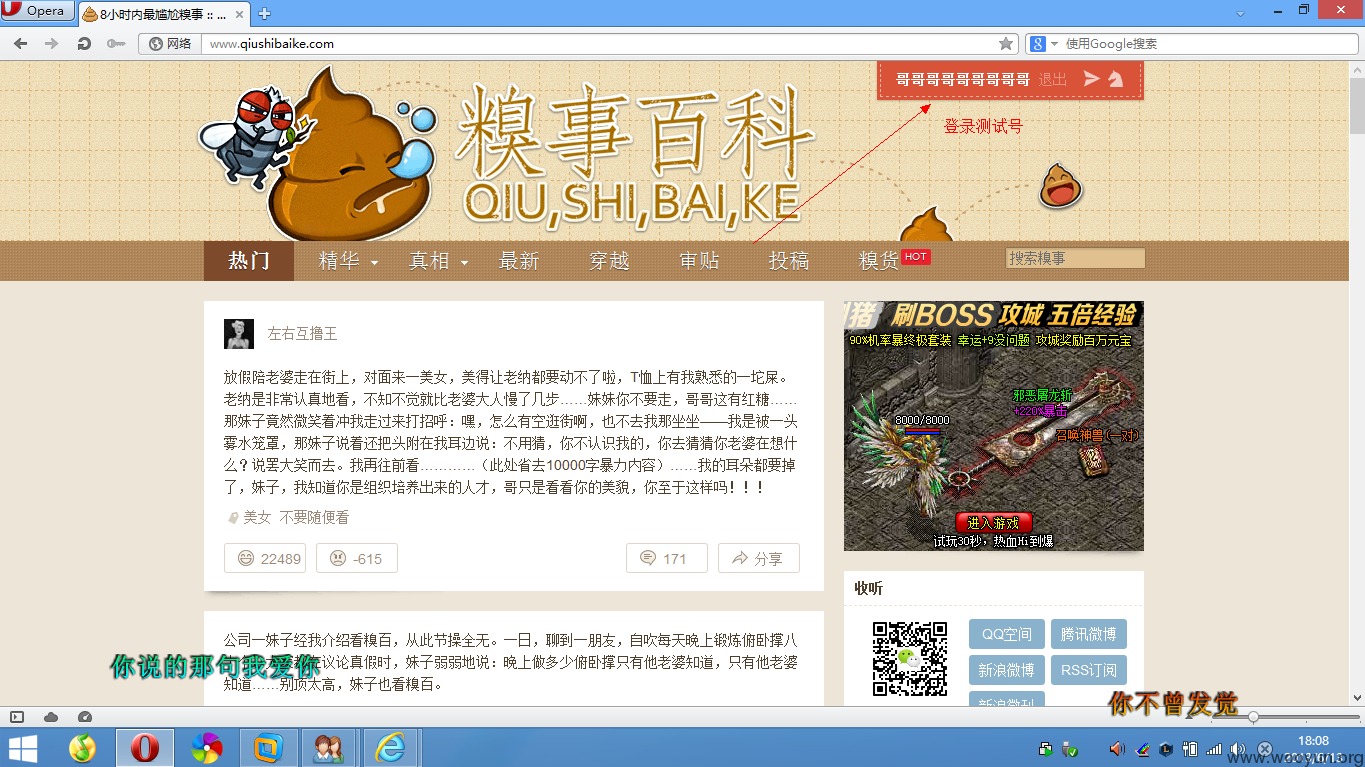 Opera
8小时内最尴尬糗事 :: ...
网络
www.qiushibaike.com
使用Google搜索
哥哥哥哥哥哥哥哥哥 退出
登录测试号
糗事百科
QIU,SHI,BAI,KE
热门 精华 真相 最新 穿越 审贴 投稿 糗货 HOT
搜索糗事
左右互撸王
放假陪老婆走在街上，对面来一美女，美得让老纳都要动不了啦，T恤上有我熟悉的一坨屎。
老纳是非常认真地看，不知不觉就比老婆大人慢了几步……妹妹你不要走，哥哥这有红糖……
那妹子竟然微笑着冲我走过来打招呼：嘿，怎么有空逛街啊，也不去我那坐坐——我是被一头
雾水笼罩，那妹子说着还把头附在我耳边说：不用猜，你不认识我的，你去猜猜你老婆在想什
么？说罢大笑而去。我再往前看…………（此处省去10000字暴力内容）……我的耳朵都要掉
了，妹子，我知道你是组织培养出来的人才，哥只是看看你的美貌，你至于这样吗！！！
美女 不要随便看
22489
-615
171
分享
公司一妹子经我介绍看糗百，从此节操全无。一日，聊到一朋友，自吹每天晚上锻炼俯卧撑八
议论真假时，妹子弱弱地说：晚上做多少俯卧撑只有他老婆知道，只有他老婆
知道……别顶太高，妹子也看糗百。
猪 刷BOSS 攻城 五倍经验
90%机率暴终极套装 幸运+9没问题 攻城奖励百万元宝
邪恶屠龙斩
+220%暴击
8000/8000
召唤神兽(一对)
进入游戏
试玩30秒，热血Hi到爆
收听
QQ空间
腾讯微博
新浪微博
RSS订阅
新浪微刊
你说的那句我爱你
你不曾发觉
18:08
www.wooyun.org